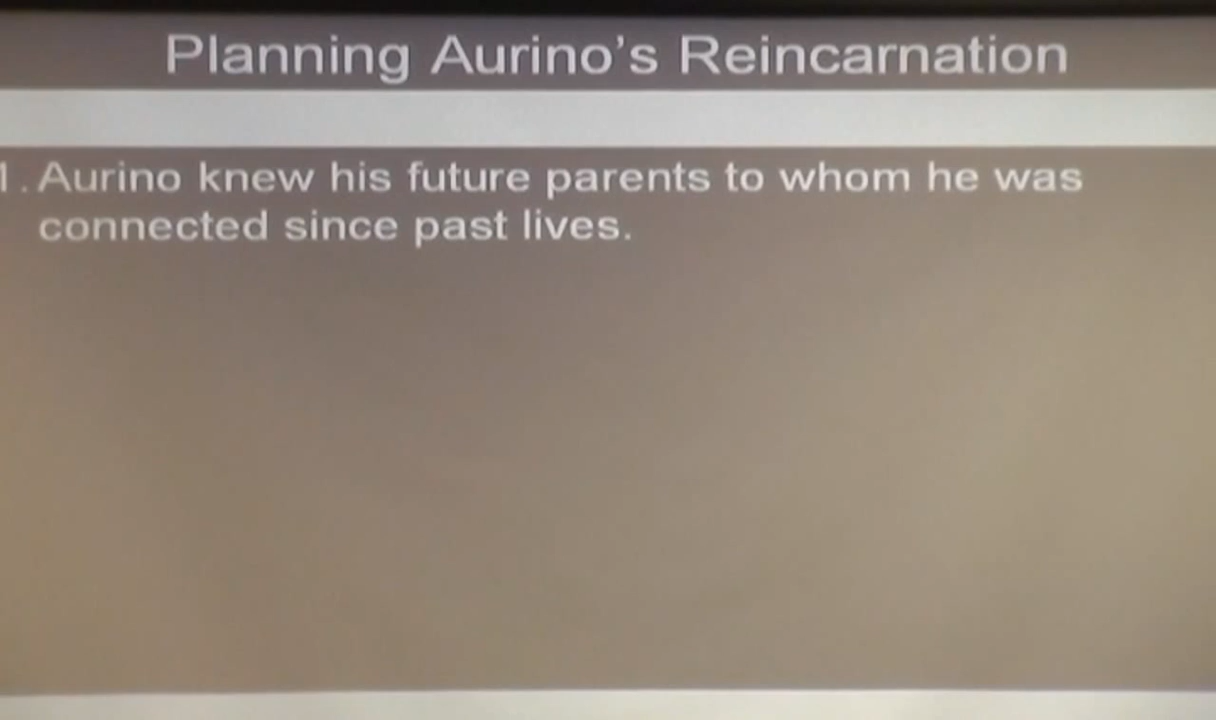 Planning Aurino's Reincarnation
1. Aurino knew his future parents to whom he was
connected since past lives.